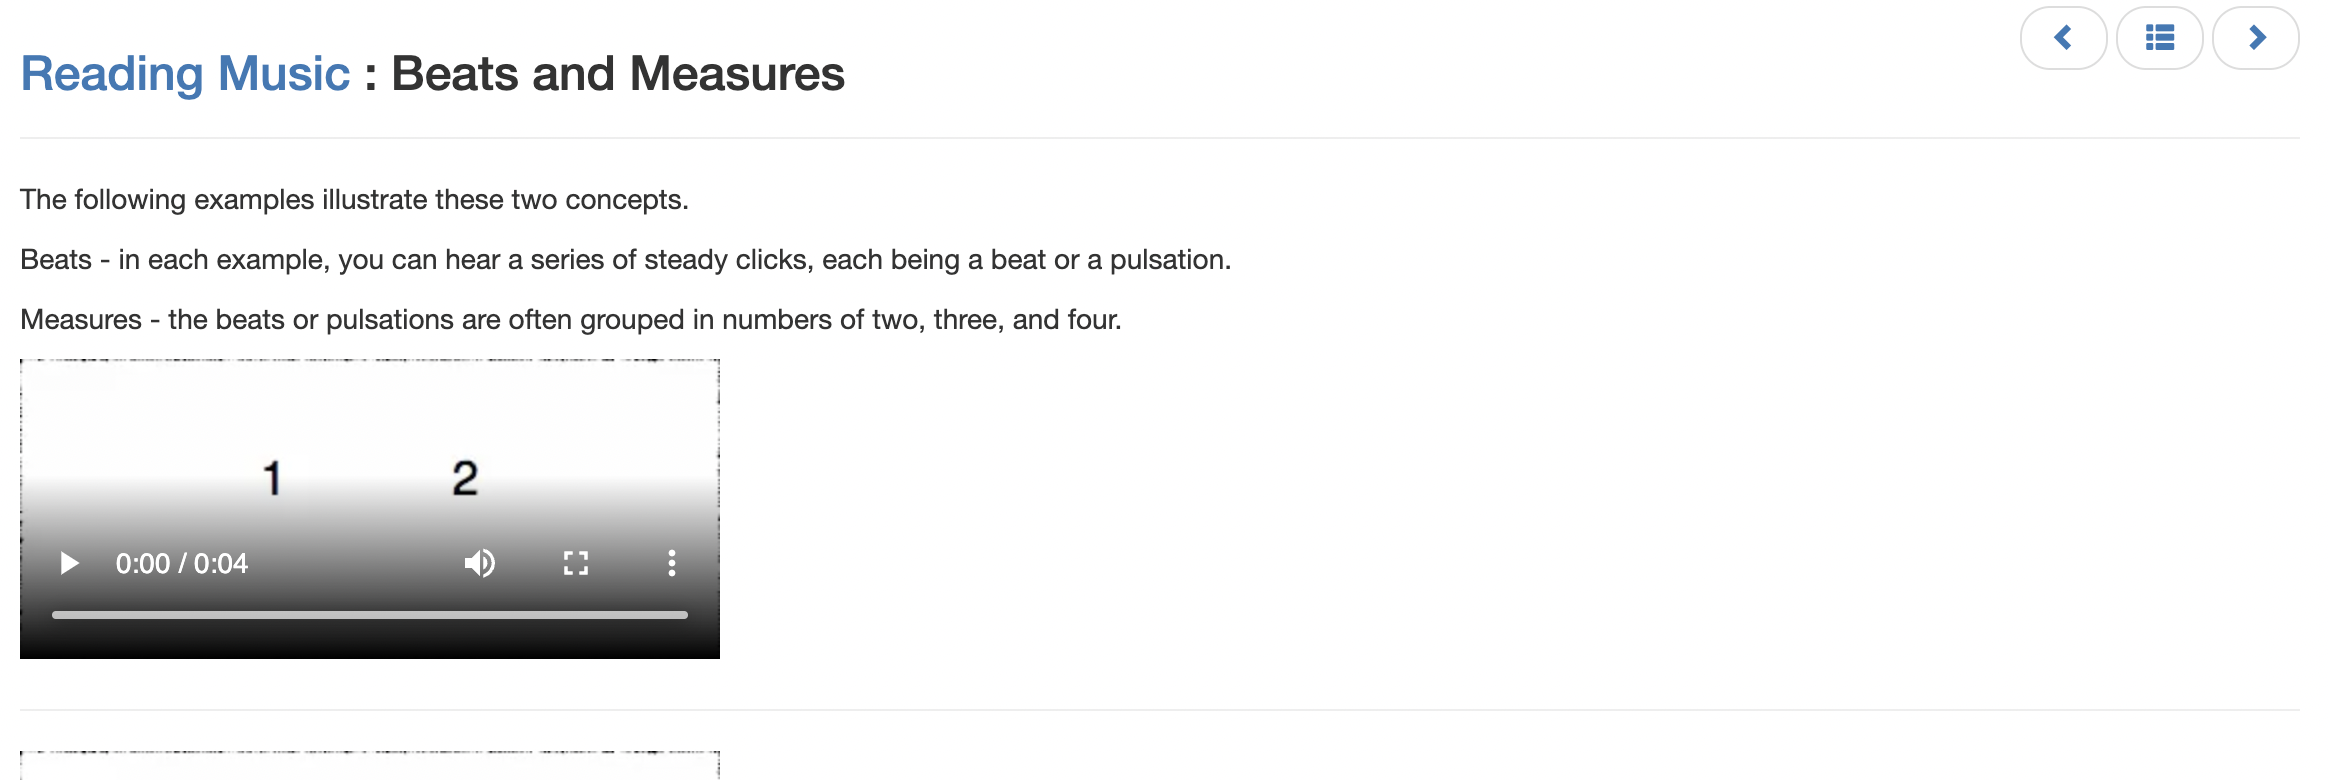 Reading Music : Beats and Measures
The following examples illustrate these two concepts.
Beats - in each example, you can hear a series of steady clicks, each being a beat or a pulsation.
Measures - the beats or pulsations are often grouped in numbers of two, three, and four.
1 2
0:00 / 0:04